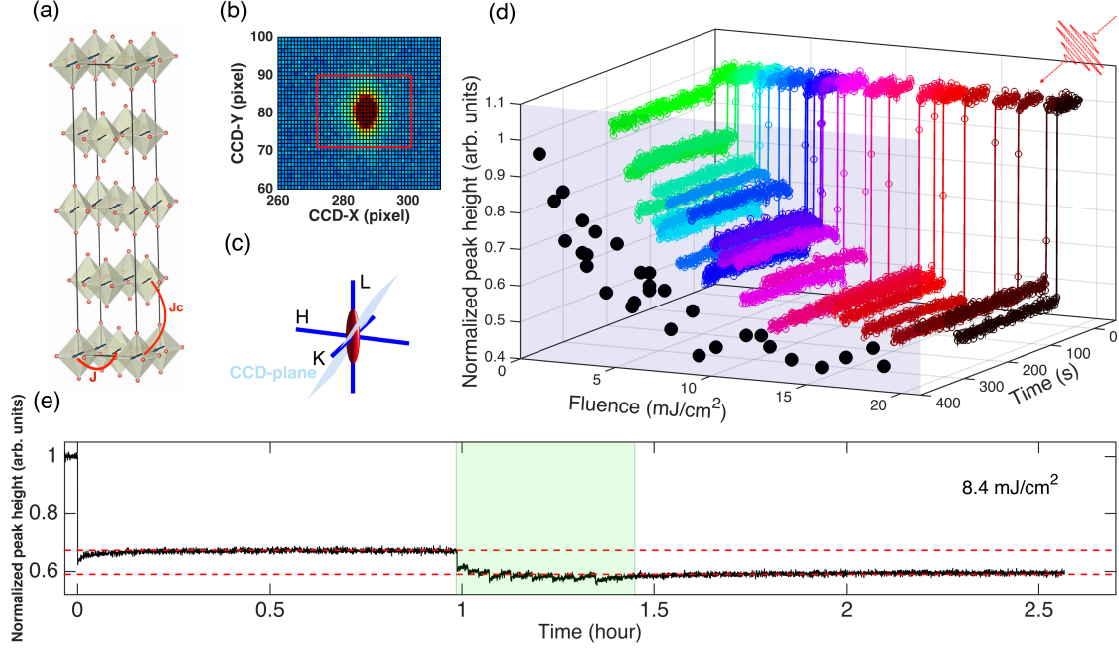 (a)
Jc
J
(b)
100
90
80
70
60
CCD-Y (pixel)
260
280
300
CCD-X (pixel)
(c)
L
H
K
CCD-plane
(d)
Normalized peak height (arb. units)
1.1
1
0.9
0.8
0.7
0.6
0.5
0.4
0
5
10
15
20
Fluence (mJ/cm²)
400
300
200
100
0
Time (s)
(e)
Normalized peak height (arb. units)
1
0.8
0.6
8.4 mJ/cm²
0
0.5
1
1.5
2
2.5
Time (hour)